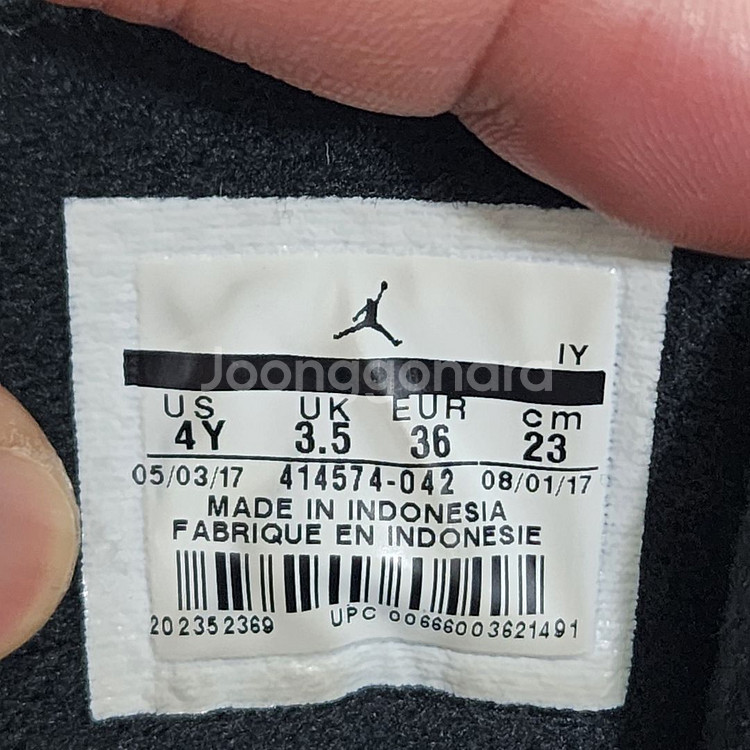 IY
Joonggonara
US UK EUR cm
4Y 3.5 36 23
05/03/17 414574-042 08/01/17
MADE IN INDONESIA
FABRIQUE EN INDONESIE
202352369 UPC 00666003621491